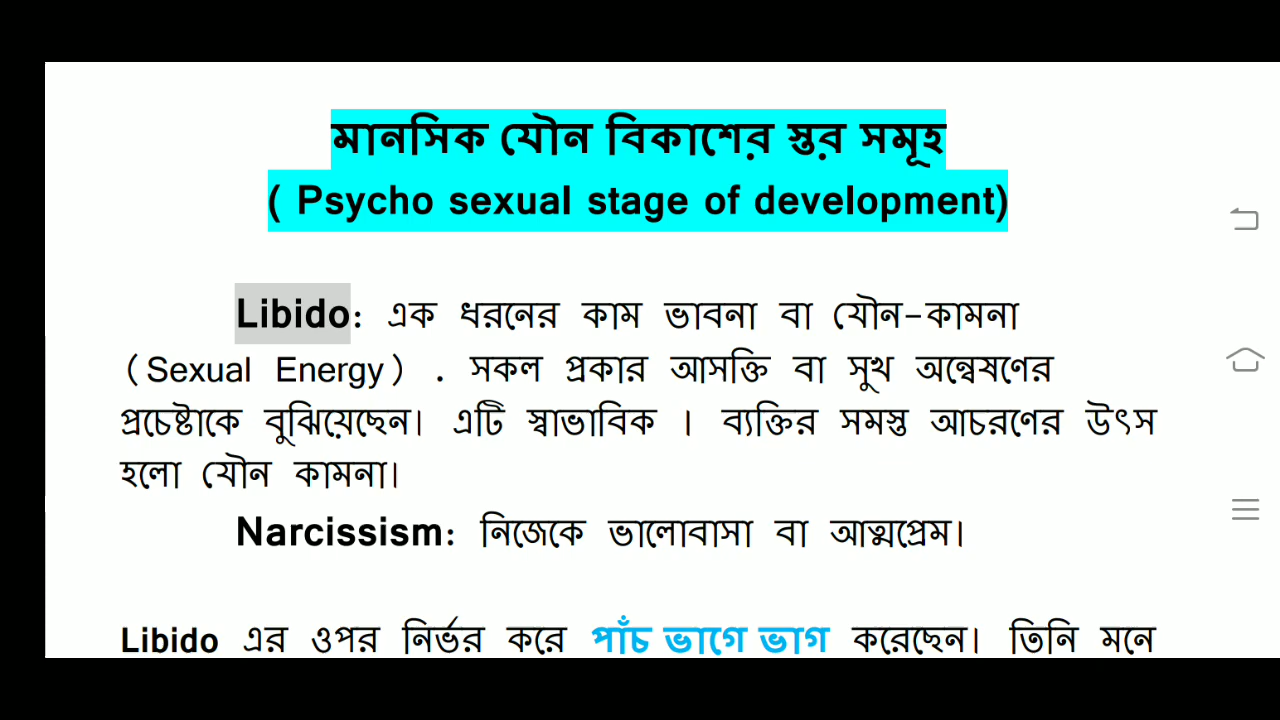 মানসিক যৌন বিকাশের স্তর সমূহ
( Psycho sexual stage of development)
Libido: এক ধরনের কাম ভাবনা বা যৌন-কামনা
(Sexual Energy) . সকল প্রকার আসক্তি বা সুখ অন্বেষণের
প্রচেষ্টাকে বুঝিয়েছেন। এটি স্বাভাবিক । ব্যক্তির সমস্ত আচরণের উৎস
হলো যৌন কামনা।
Narcissism: নিজেকে ভালোবাসা বা আত্মপ্রেম।
Libido এর ওপর নির্ভর করে পাঁচ ভাগে ভাগ করেছেন। তিনি মনে